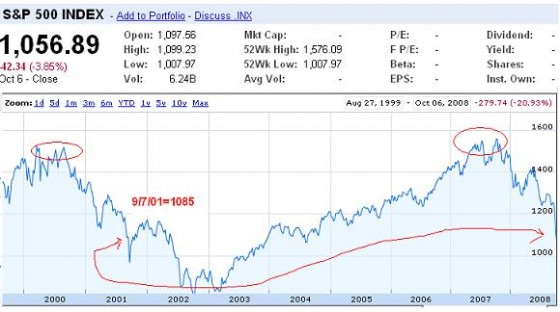 S&P 500 INDEX - Add to Portfolio - Discuss .INX
1,056.89
-42.34 (-3.85%)
Oct 6 - Close
Open: 1,097.56
High: 1,099.23
Low: 1,007.97
Vol: 6.24B
Mkt Cap: -
52Wk High: 1,576.09
52Wk Low: 1,007.97
Avg Vol: -
P/E: -
F P/E: -
Beta: -
EPS: -
Dividend: -
Yield: -
Shares: -
Inst. Own: -
Zoom: 1d 5d 1m 3m 6m YTD 1y 5y 10y Max
Aug 27, 1999 - Oct 06, 2008 -279.74 (-20.93%)
1600
1400
1200
1000
9/7/01=1085
2000 2001 2002 2003 2004 2005 2006 2007 2008